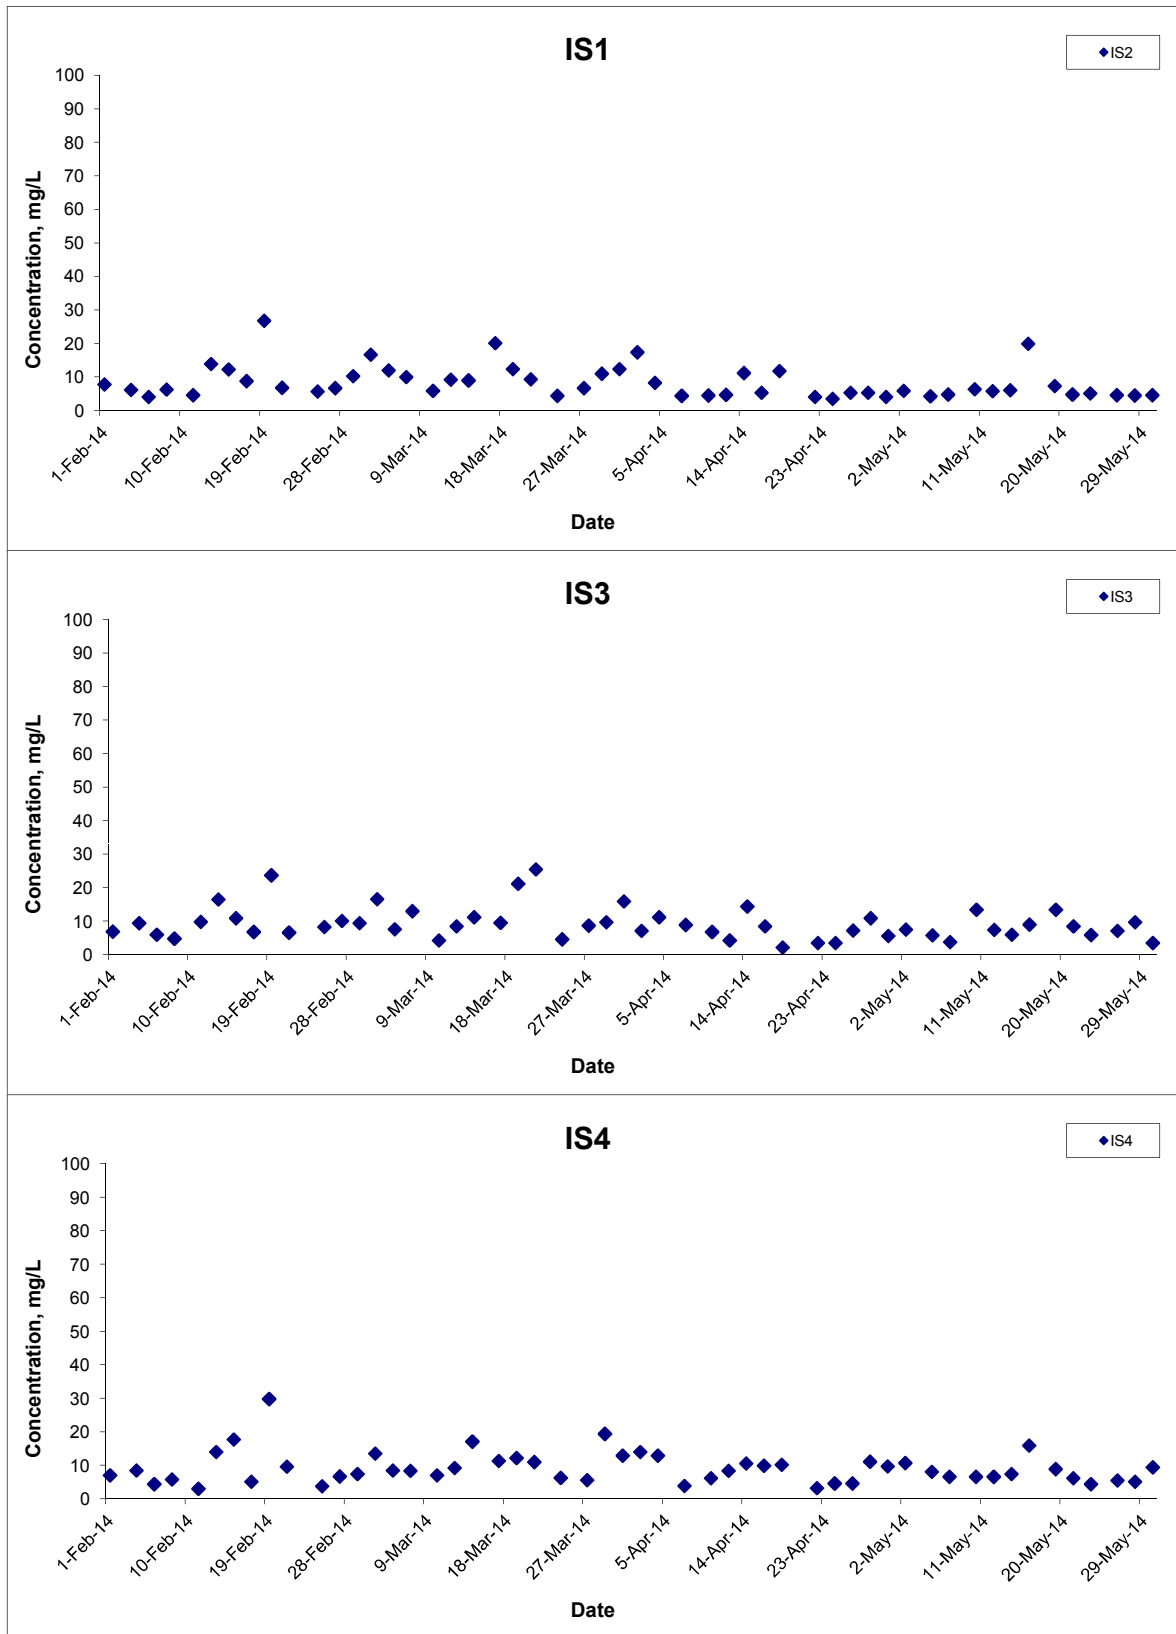 IS1
IS2
100
90
80
70
60
50
40
30
20
10
0
Concentration, mg/L
1-Feb-14
10-Feb-14
19-Feb-14
28-Feb-14
9-Mar-14
18-Mar-14
27-Mar-14
5-Apr-14
14-Apr-14
23-Apr-14
2-May-14
11-May-14
20-May-14
29-May-14
Date
IS3
IS3
100
90
80
70
60
50
40
30
20
10
0
Concentration, mg/L
1-Feb-14
10-Feb-14
19-Feb-14
28-Feb-14
9-Mar-14
18-Mar-14
27-Mar-14
5-Apr-14
14-Apr-14
23-Apr-14
2-May-14
11-May-14
20-May-14
29-May-14
Date
IS4
IS4
100
90
80
70
60
50
40
30
20
10
0
Concentration, mg/L
1-Feb-14
10-Feb-14
19-Feb-14
28-Feb-14
9-Mar-14
18-Mar-14
27-Mar-14
5-Apr-14
14-Apr-14
23-Apr-14
2-May-14
11-May-14
20-May-14
29-May-14
Date